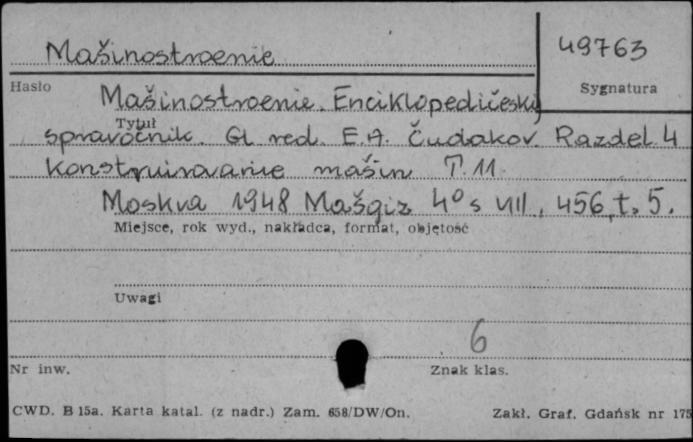 Mašinostroenie
49763
Hasło
Sygnatura
Mašinostroenie. Enciklopedičeskij
Tytuł
spravočnik. Gl. red. E.A. Čudakov. Razdel 4
Konstruirovanie mašin T.11.
Moskva 1948 Mašgiz 4° s VIII, 456, t. 5.
Miejsce, rok wyd., nakładca, format, objętość
Uwagi
6
Nr inw.
Znak klas.
CWD. B 15a. Karta katal. (z nadr.) Zam. 658/DW/On.
Zakł. Graf. Gdańsk nr 175